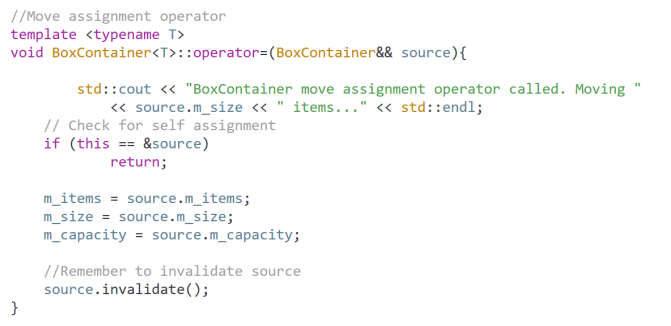 //Move assignment operator
template <typename T>
void BoxContainer<T>::operator=(BoxContainer&& source){
        std::cout << "BoxContainer move assignment operator called. Moving "
            << source.m_size << " items..." << std::endl;
    // Check for self assignment
    if (this == &source)
            return;
    m_items = source.m_items;
    m_size = source.m_size;
    m_capacity = source.m_capacity;
    //Remember to invalidate source
    source.invalidate();
}